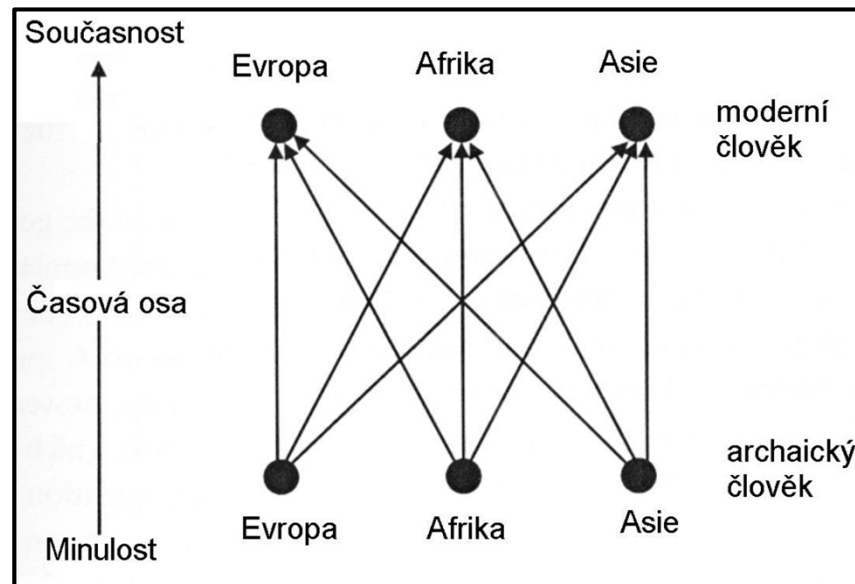 Současnost
Evropa Afrika Asie
moderní
člověk
Časová osa
archaický
člověk
Evropa Afrika Asie
Minulost